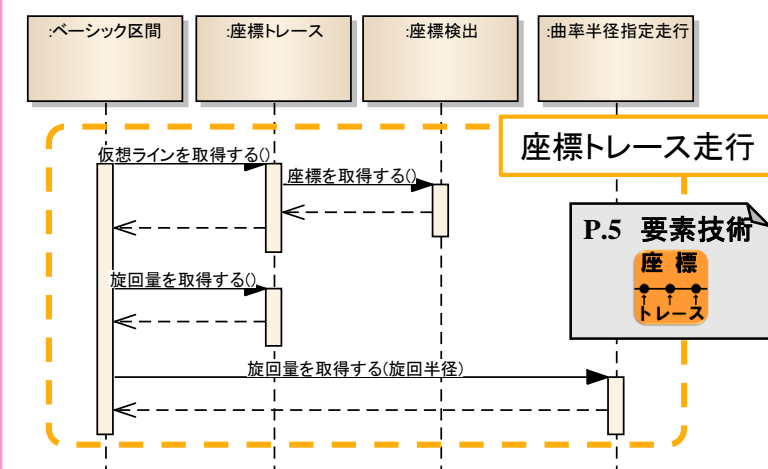 :ベーシック区間
:座標トレース
:座標検出
:曲率半径指定走行
座標トレース走行
仮想ラインを取得する()
座標を取得する()
P.5 要素技術
座標
トレース
旋回量を取得する()
旋回量を取得する(旋回半径)